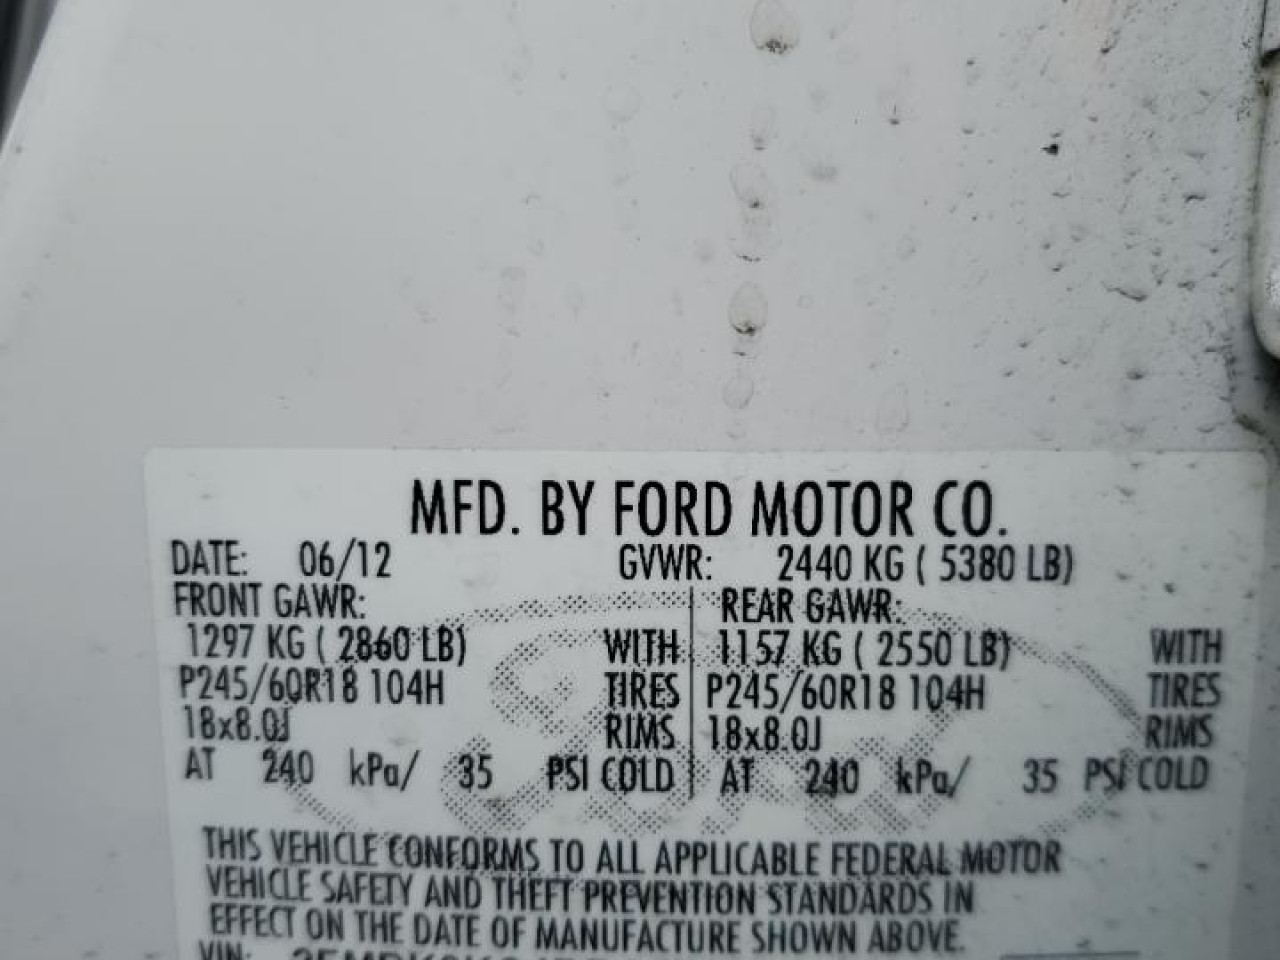 MFD. BY FORD MOTOR CO.
DATE: 06/12 GVWR: 2440 KG ( 5380 LB)
FRONT GAWR: REAR GAWR:
1297 KG ( 2860 LB) WITH 1157 KG ( 2550 LB) WITH
P245/60R18 104H TIRES P245/60R18 104H TIRES
18x8.0J RIMS 18x8.0J RIMS
AT 240 kPa/ 35 PSI COLD AT 240 kPa/ 35 PSI COLD
THIS VEHICLE CONFORMS TO ALL APPLICABLE FEDERAL MOTOR
VEHICLE SAFETY AND THEFT PREVENTION STANDARDS IN
EFFECT ON THE DATE OF MANUFACTURE SHOWN ABOVE.
VIN: